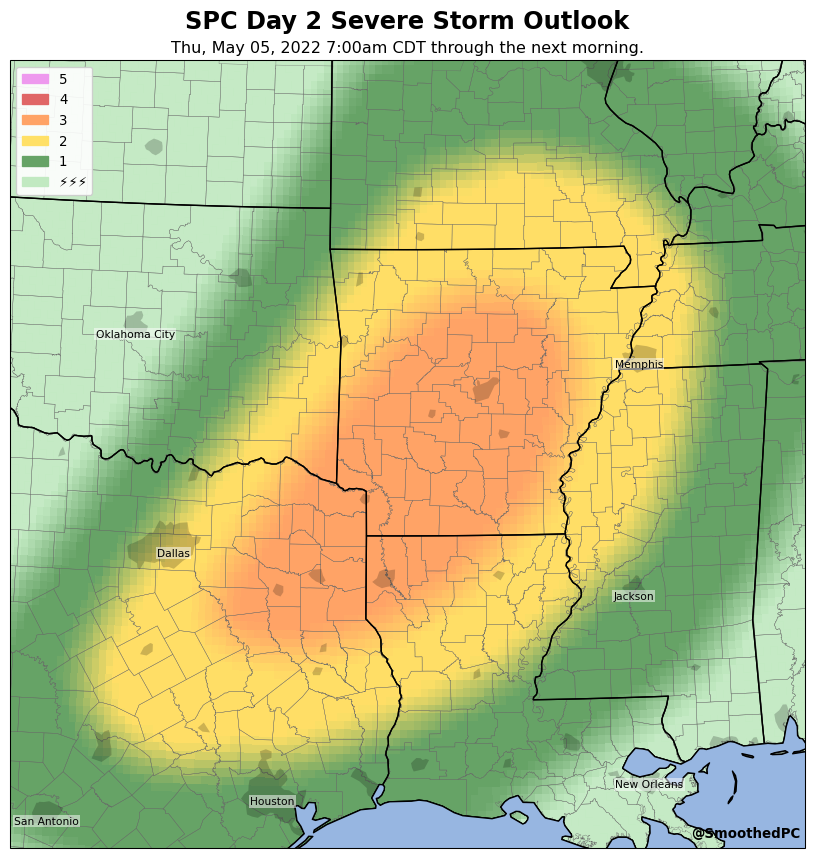 SPC Day 2 Severe Storm Outlook
Thu, May 05, 2022 7:00am CDT through the next morning.
5
4
3
2
1
⚡⚡⚡
Oklahoma City
Memphis
Dallas
Jackson
New Orleans
Houston
San Antonio
@SmoothedPC